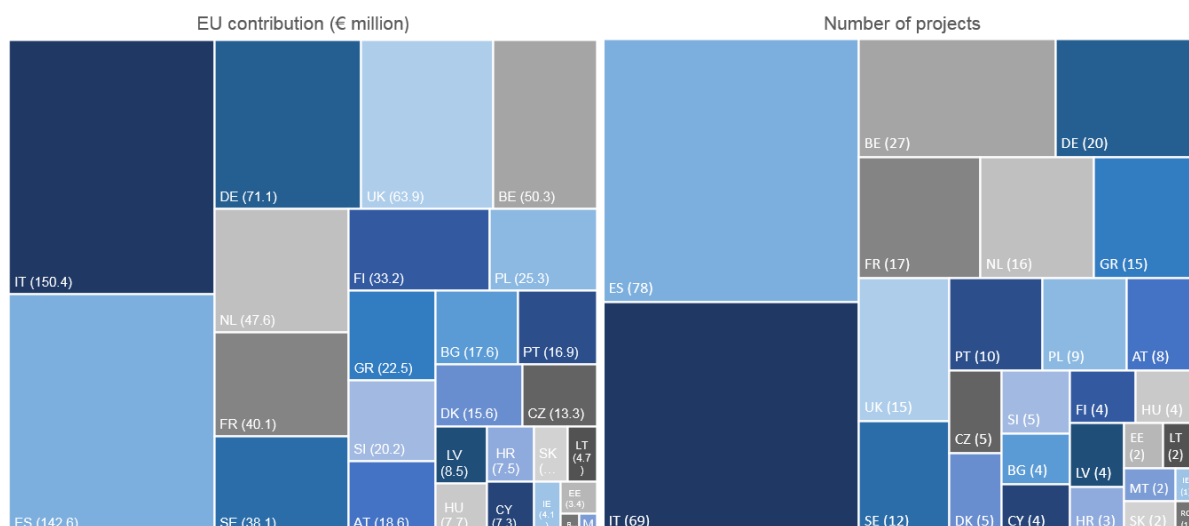 EU contribution (€ million)
Number of projects
IT (150.4)
ES (142.6)
DE (71.1)
UK (63.9)
BE (50.3)
NL (47.6)
FR (40.1)
SE (38.1)
FI (33.2)
PL (25.3)
GR (22.5)
SI (20.2)
AT (18.6)
BG (17.6)
PT (16.9)
DK (15.6)
CZ (13.3)
LV
(8.5)
HU
(7.7)
HR
(7.5)
CY
(7.3)
SK
(...
LT
(4.7
)
IE
(4.1
)
EE
(3.4)
M
ES (78)
IT (69)
BE (27)
DE (20)
FR (17)
NL (16)
GR (15)
UK (15)
SE (12)
PT (10)
PL (9)
AT (8)
CZ (5)
DK (5)
SI (5)
BG (4)
CY (4)
FI (4)
LV (4)
HR (3)
HU (4)
EE
(2)
LT
(2)
MT (2)
SK (2)